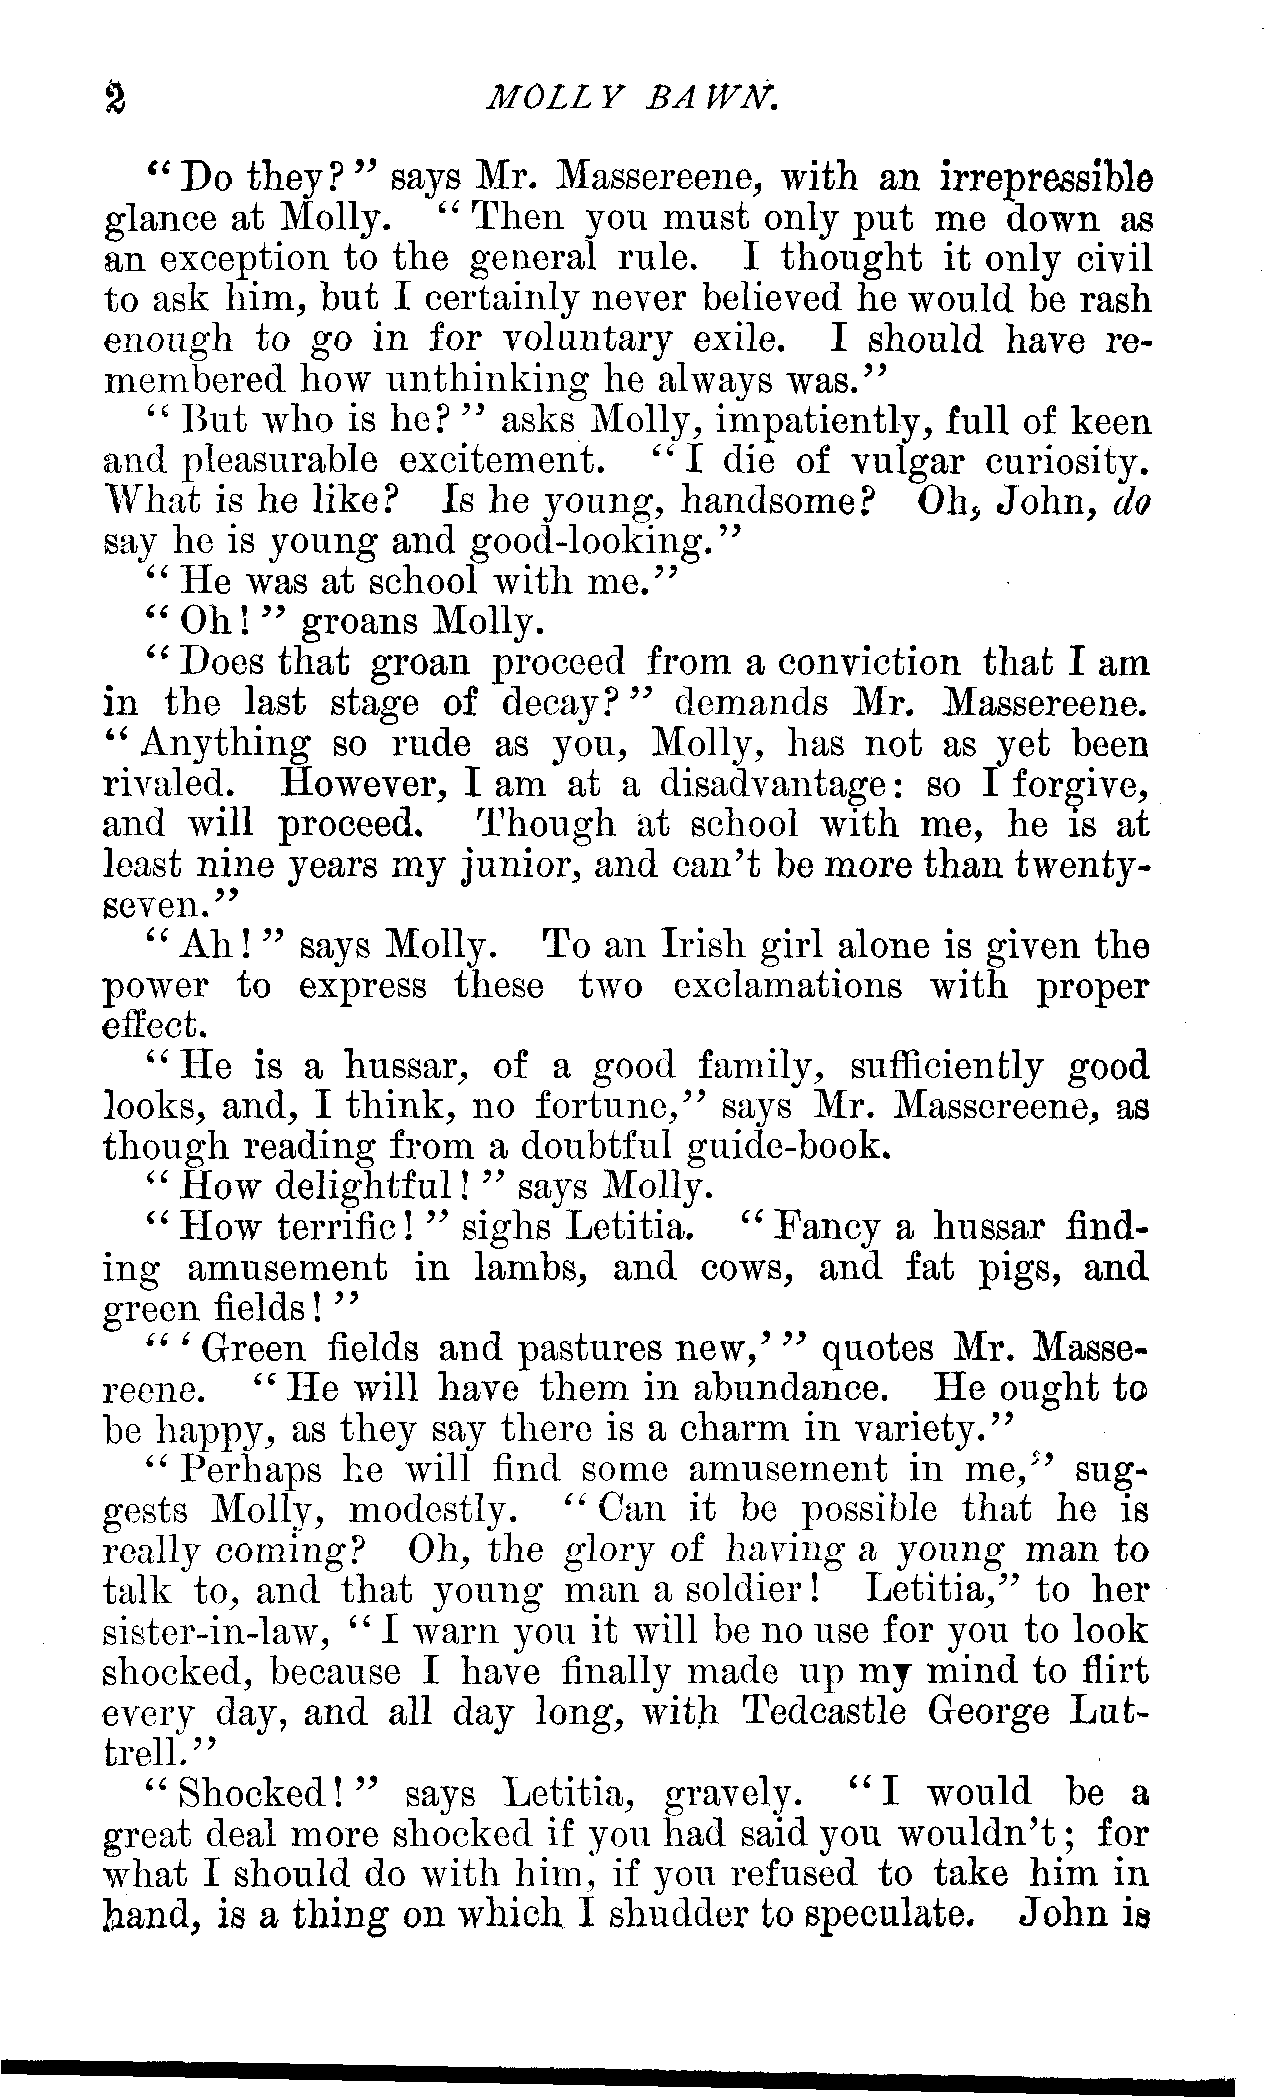 2 MOLLY BAWN.
"Do they?" says Mr. Massereene, with an irrepressible
glance at Molly. "Then you must only put me down as
an exception to the general rule. I thought it only civil
to ask him, but I certainly never believed he would be rash
enough to go in for voluntary exile. I should have re-
membered how unthinking he always was."
"But who is he?" asks Molly, impatiently, full of keen
and pleasurable excitement. "I die of vulgar curiosity.
What is he like? Is he young, handsome? Oh, John, do
say he is young and good-looking."
"He was at school with me."
"Oh!" groans Molly.
"Does that groan proceed from a conviction that I am
in the last stage of decay?" demands Mr. Massereene.
"Anything so rude as you, Molly, has not as yet been
rivaled. However, I am at a disadvantage: so I forgive,
and will proceed. Though at school with me, he is at
least nine years my junior, and can't be more than twenty-
seven."
"Ah!" says Molly. To an Irish girl alone is given the
power to express these two exclamations with proper
effect.
"He is a hussar, of a good family, sufficiently good
looks, and, I think, no fortune," says Mr. Massereene, as
though reading from a doubtful guide-book.
"How delightful!" says Molly.
"How terrific!" sighs Letitia. "Fancy a hussar find-
ing amusement in lambs, and cows, and fat pigs, and
green fields!"
"'Green fields and pastures new,'" quotes Mr. Masse-
reene. "He will have them in abundance. He ought to
be happy, as they say there is a charm in variety."
"Perhaps he will find some amusement in me," sug-
gests Molly, modestly. "Can it be possible that he is
really coming? Oh, the glory of having a young man to
talk to, and that young man a soldier! Letitia," to her
sister-in-law, "I warn you it will be no use for you to look
shocked, because I have finally made up my mind to flirt
every day, and all day long, with Tedcastle George Lut-
trell."
"Shocked!" says Letitia, gravely. "I would be a
great deal more shocked if you had said you wouldn't; for
what I should do with him, if you refused to take him in
hand, is a thing on which I shudder to speculate. John is